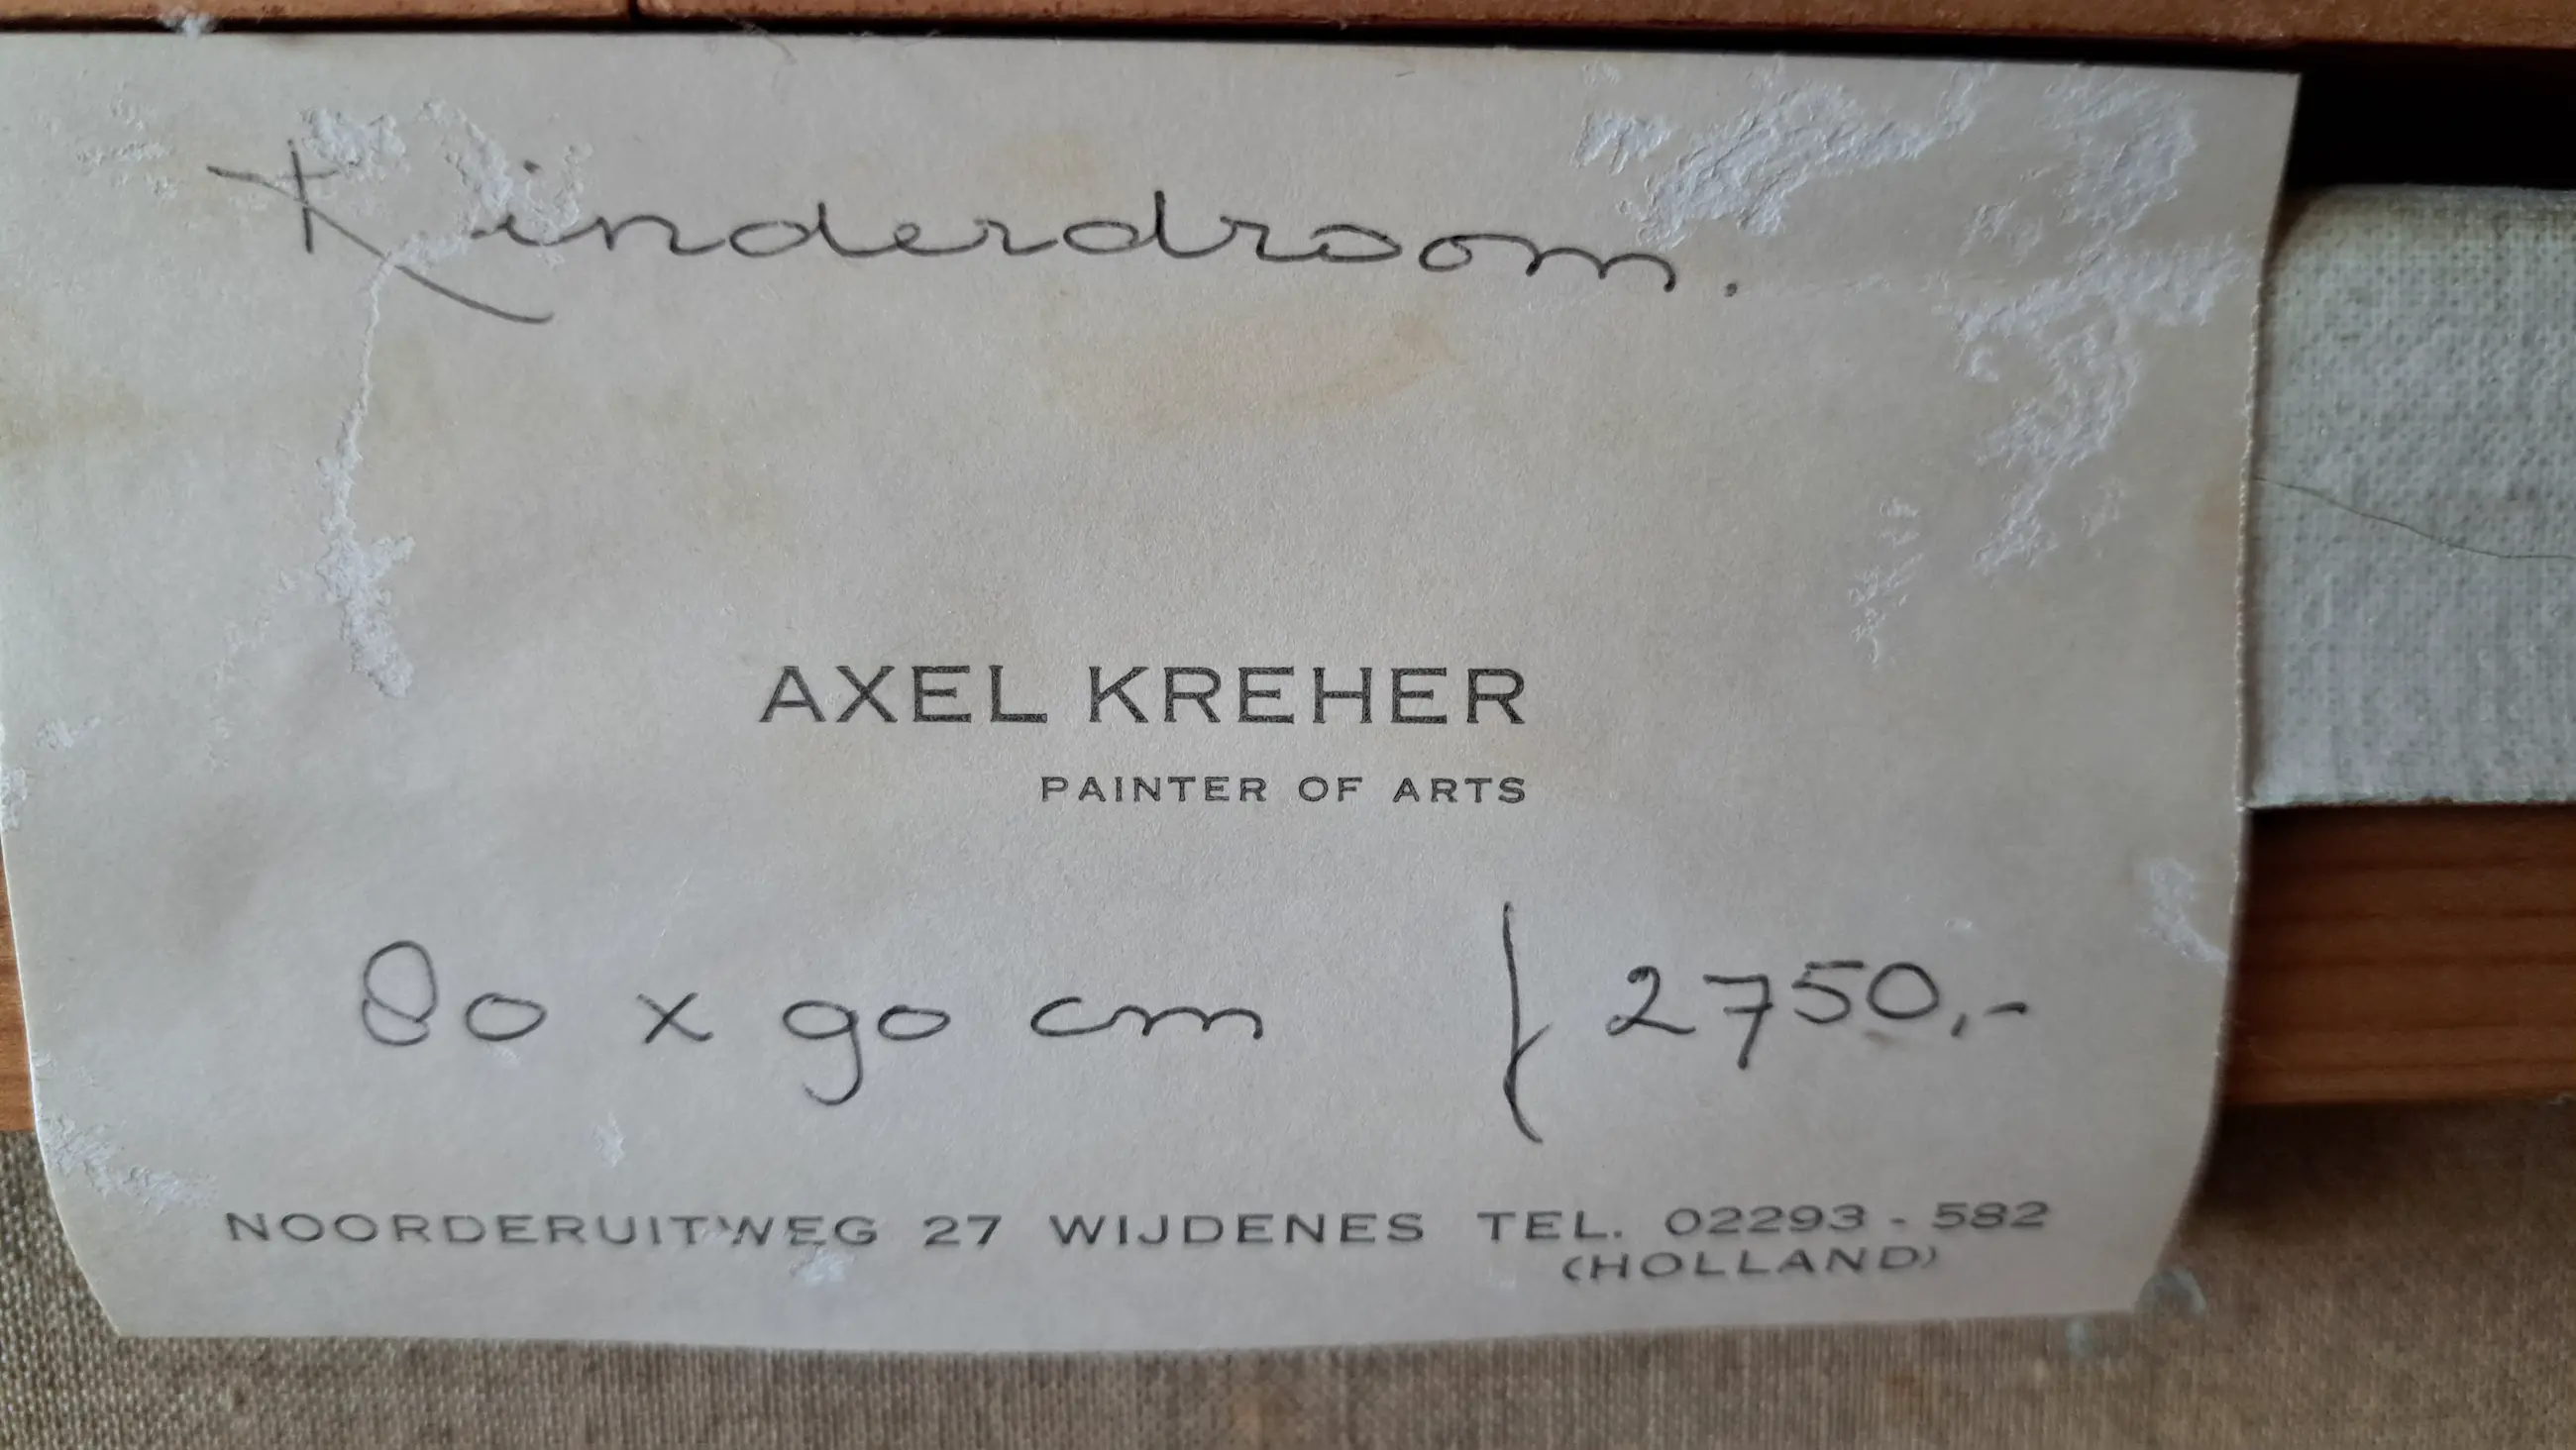 Kinderdroom.
AXEL KREHER
PAINTER OF ARTS
80 x 90 cm ƒ 2750,-
NOORDERUITWEG 27 WIJDENES TEL. 02293 - 582
(HOLLAND)